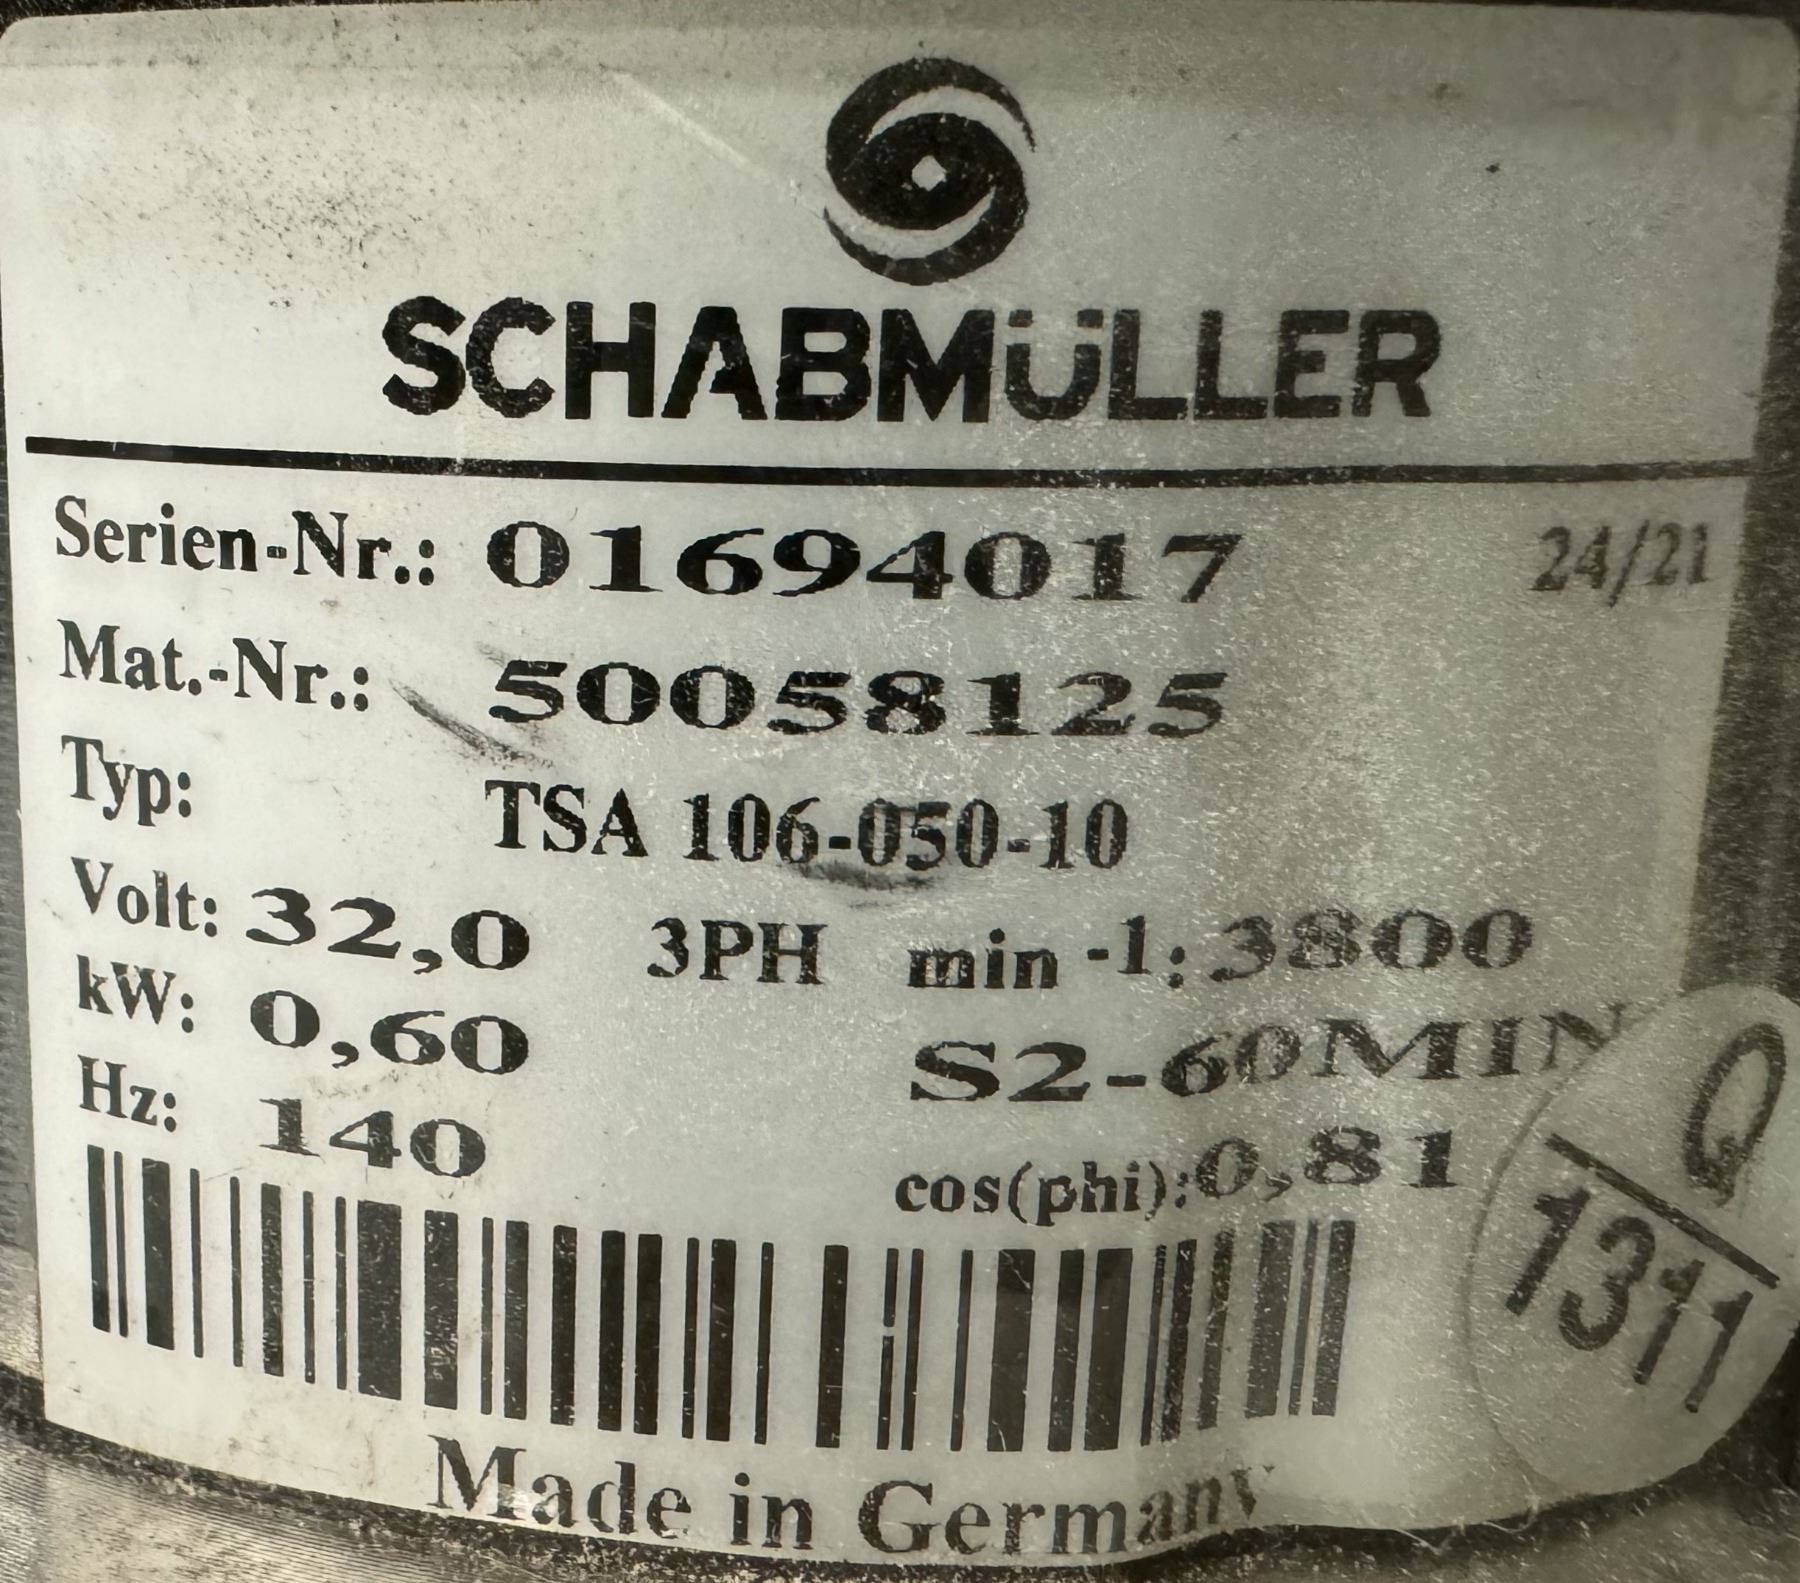 SCHABMÜLLER
Serien-Nr.: 01694017 24/21
Mat.-Nr.: 50058125
Typ: TSA 106-050-10
Volt: 32,0 3PH min -1: 3800
kW: 0,60 S2-60MIN
Hz: 140 cos(phi):0,81
Q
1311
Made in Germany